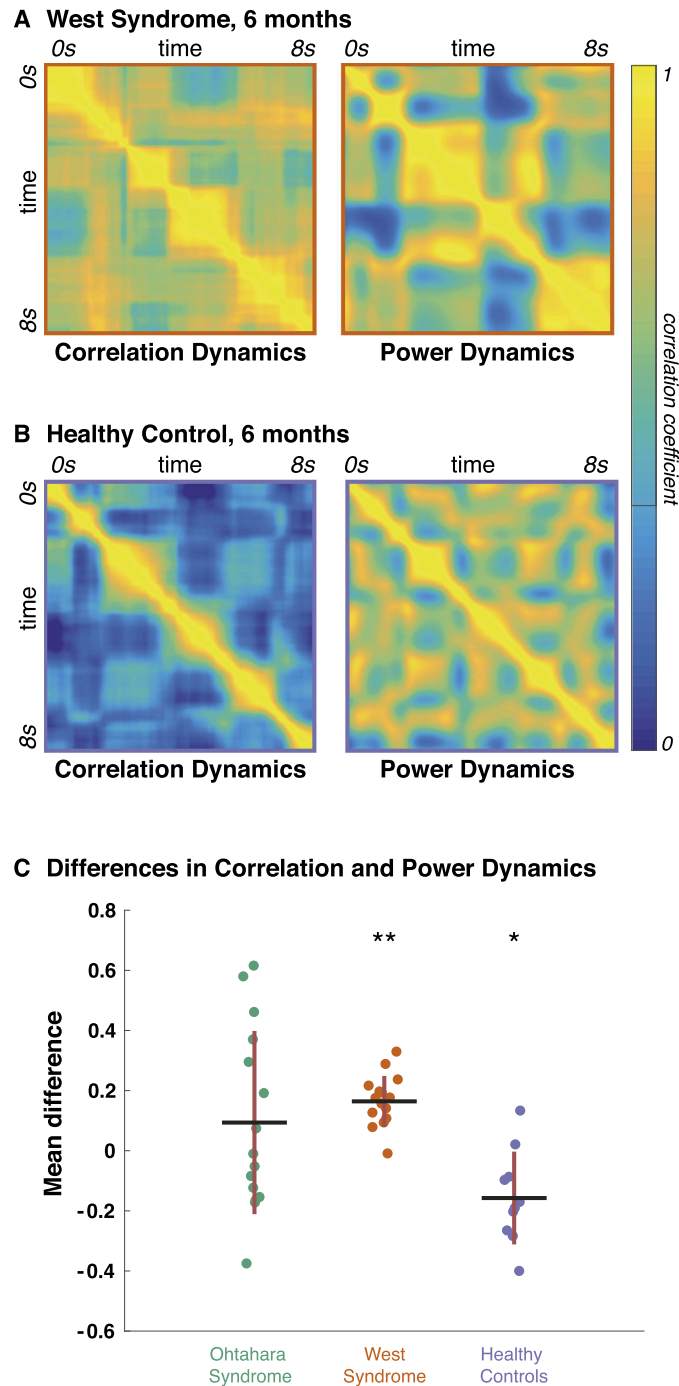 A West Syndrome, 6 months
0s time 8s 0s time 8s
0s
time
8s
1
correlation coefficient
0
Correlation Dynamics Power Dynamics
B Healthy Control, 6 months
0s time 8s 0s time 8s
0s
time
8s
Correlation Dynamics Power Dynamics
C Differences in Correlation and Power Dynamics
Mean difference
0.8
** *
0.6
0.4
0.2
0
-0.2
-0.4
-0.6
Ohtahara West Healthy
Syndrome Syndrome Controls